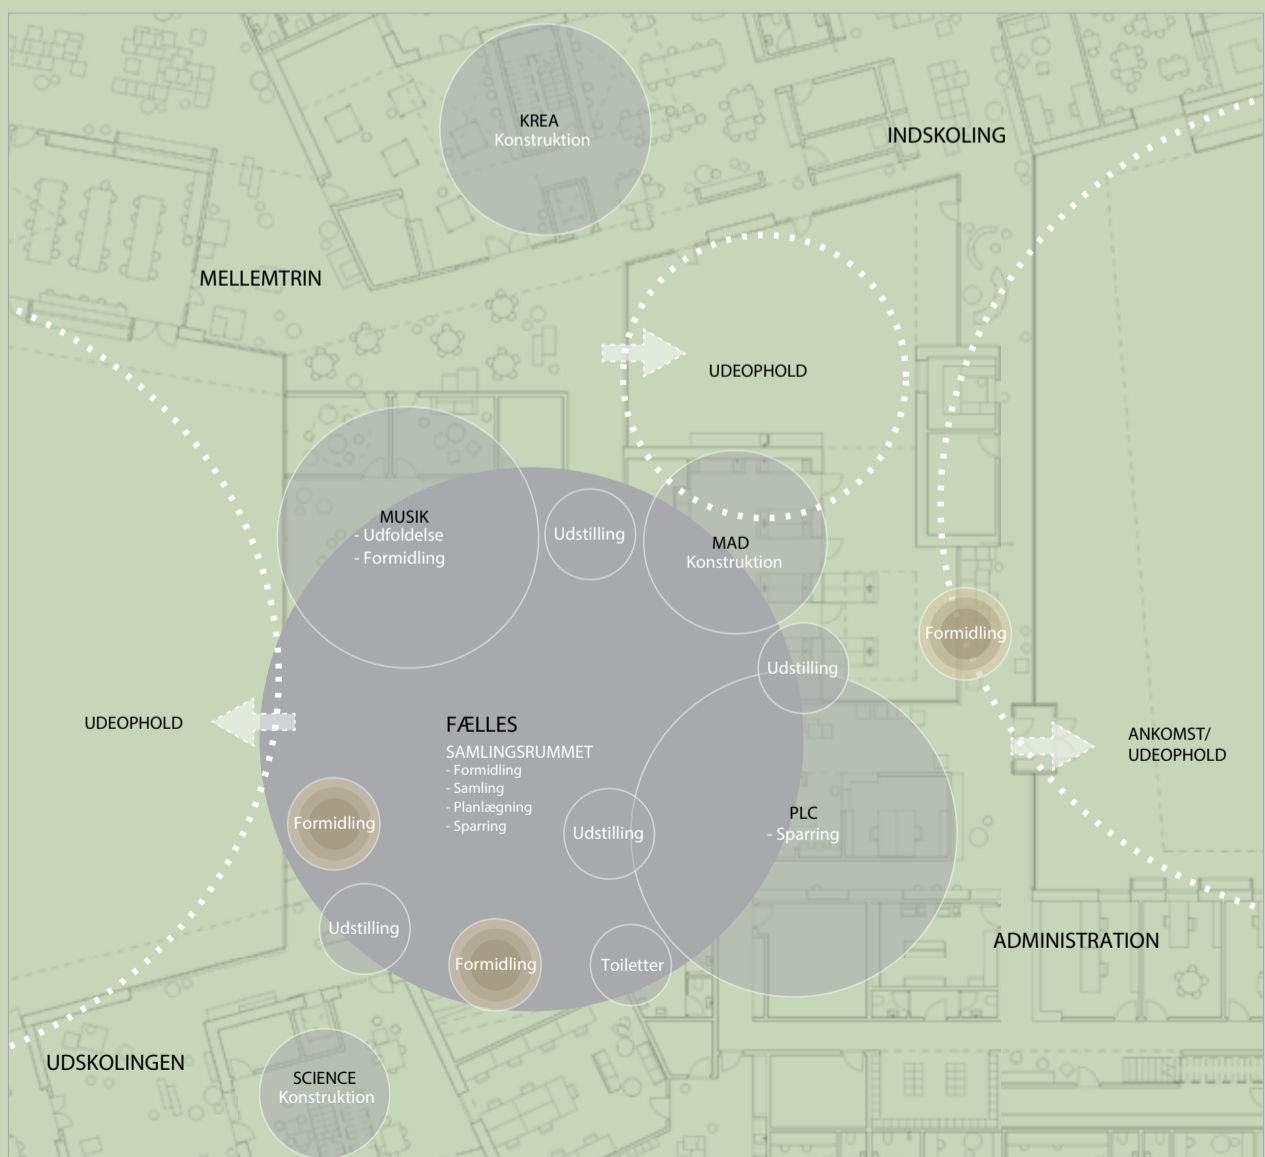 KREA
Konstruktion
INDSKOLING
MELLEMTRIN
UDEOPHOLD
MUSIK
- Udfoldelse
- Formidling
Udstilling
MAD
Konstruktion
Formidling
Udstilling
UDEOPHOLD
FÆLLES
SAMLINGSRUMMET
- Formidling
- Samling
- Planlægning
- Sparring
ANKOMST/
UDEOPHOLD
Formidling
Udstilling
PLC
- Sparring
Udstilling
Formidling
Toiletter
ADMINISTRATION
UDSKOLINGEN
SCIENCE
Konstruktion